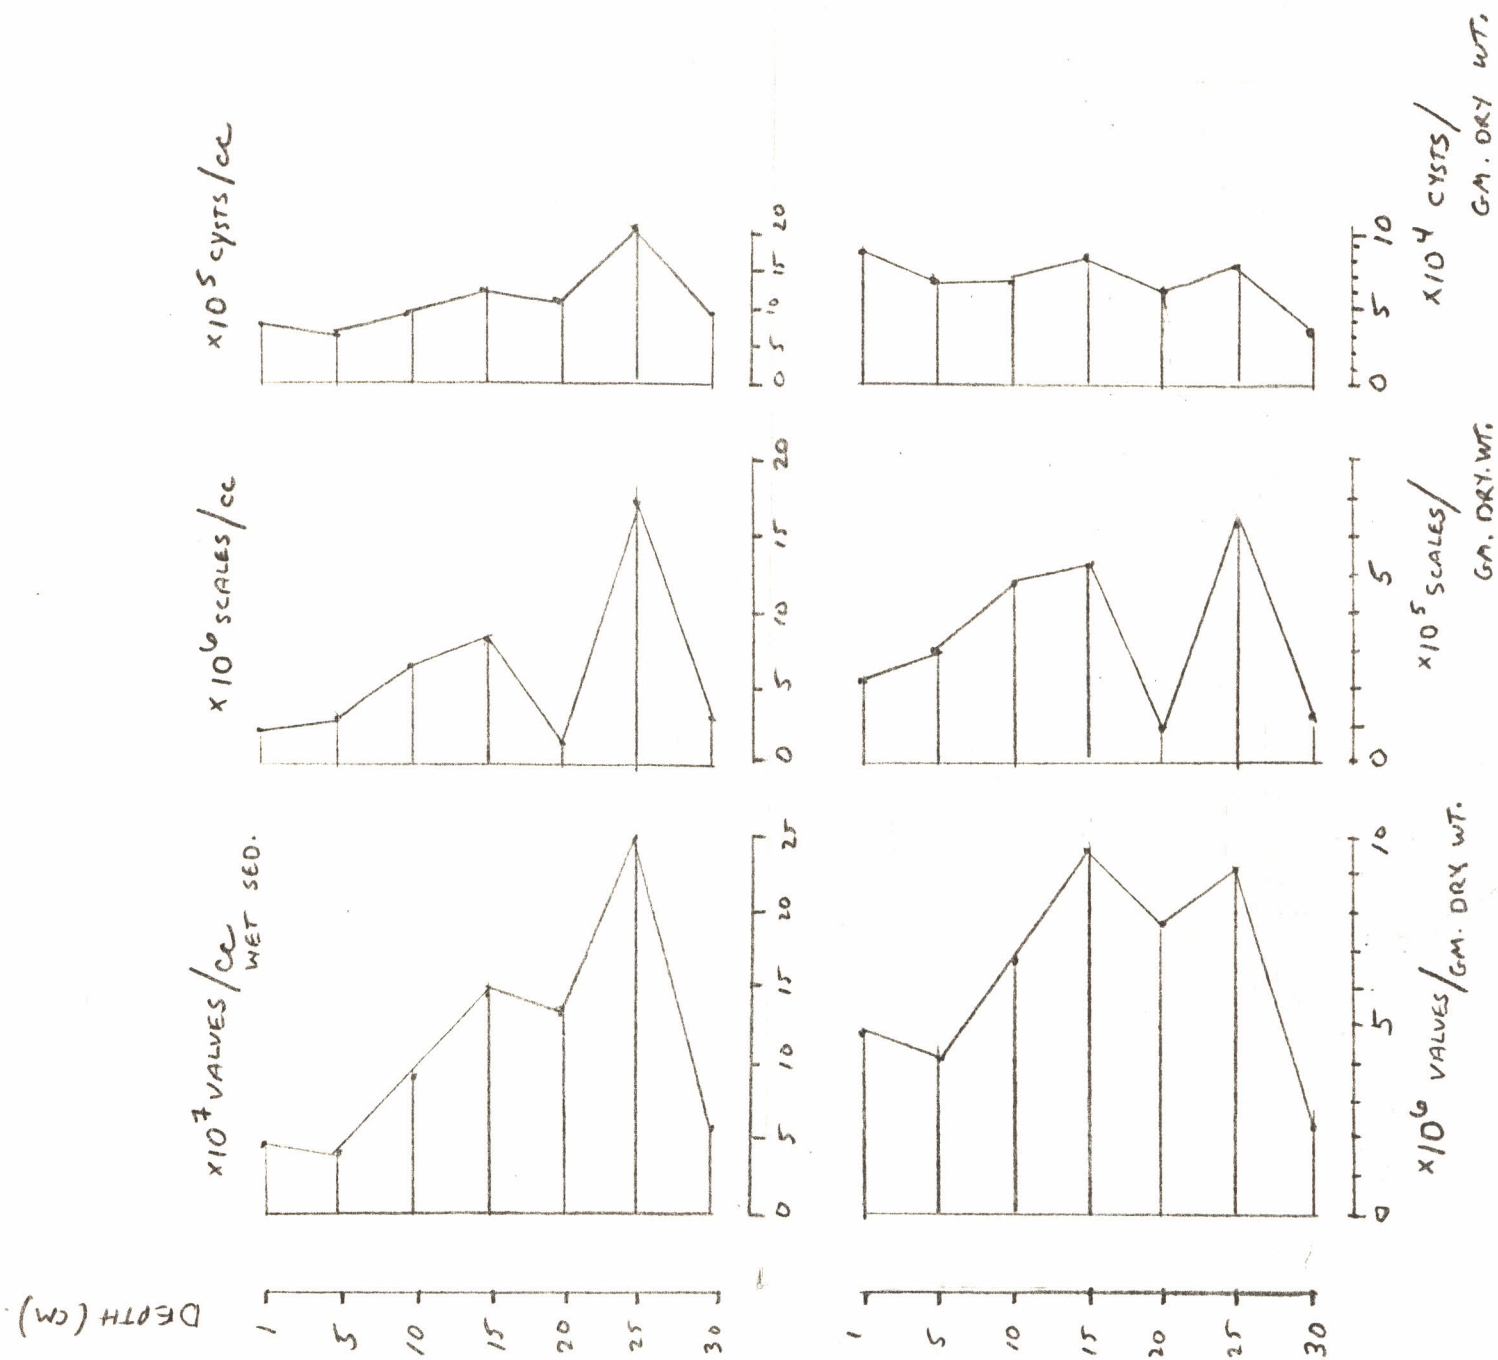 x10⁷ VALVES/cc
WET SED.
x10⁶ SCALES/cc
x10⁵ CYSTS/cc
0 5 10 15 20 25
0 5 10 15 20
0 5 10 15 20
x10⁶ VALVES/GM. DRY WT.
x10⁵ SCALES/
GM. DRY. WT.
x10⁴ CYSTS/
GM. DRY WT.
0 5 10
0 5
0 5 10
DEPTH (CM)
1 5 10 15 20 25 30
1 5 10 15 20 25 30